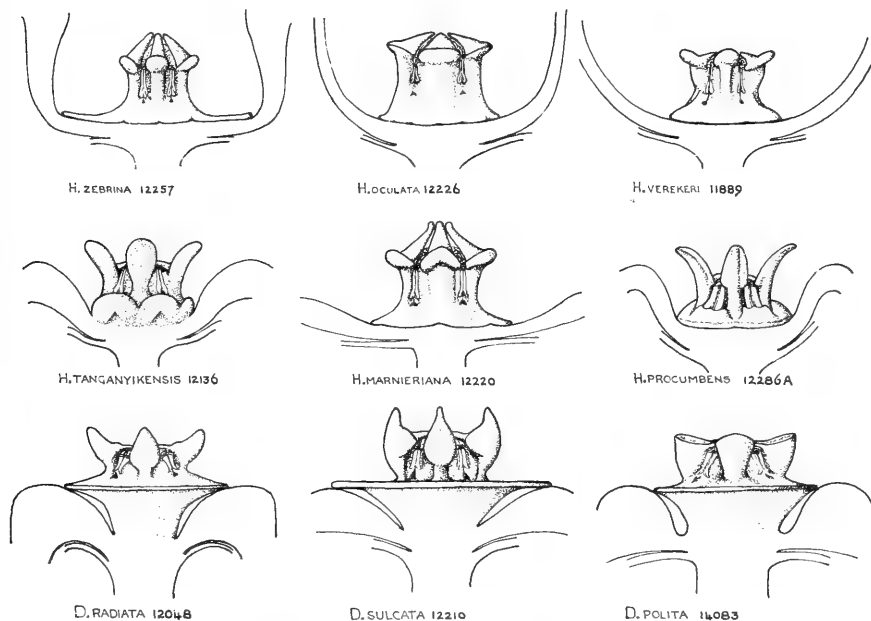 H. ZEBRINA 12257
H. OCULATA 12226
H. VEREKERI 11889
H. TANGANYIKENSIS 12136
H. MARNIERIANA 12220
H. PROCUMBENS 12286A
D. RADIATA 12048
D. SULCATA 12210
D. POLITA 14083